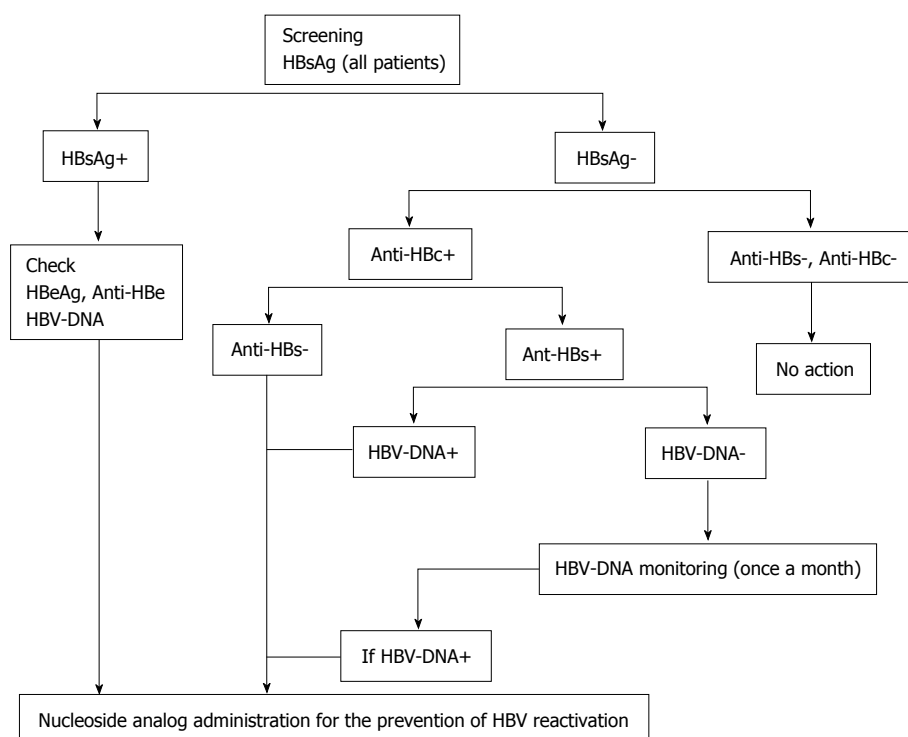 Screening
HBsAg (all patients)
HBsAg+
HBsAg-
Anti-HBc+
Anti-HBs-, Anti-HBc-
Check
HBeAg, Anti-HBe
HBV-DNA
Anti-HBs-
Ant-HBs+
No action
HBV-DNA+
HBV-DNA-
HBV-DNA monitoring (once a month)
If HBV-DNA+
Nucleoside analog administration for the prevention of HBV reactivation